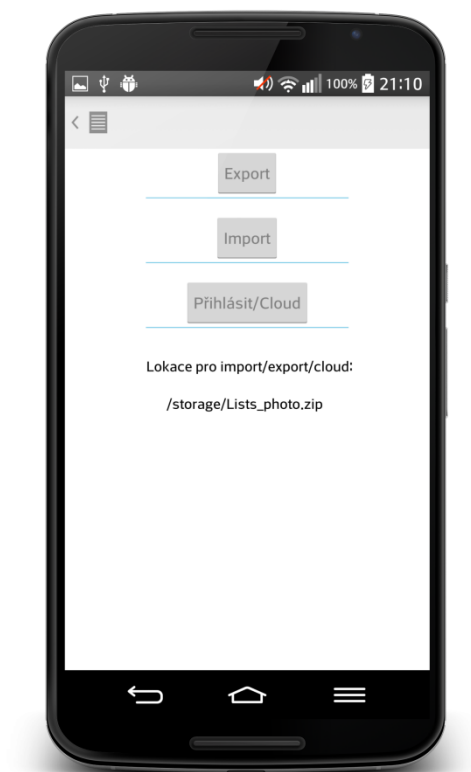 100% 21:10
Export
Import
Přihlásit/Cloud
Lokace pro import/export/cloud:
/storage/Lists_photo.zip